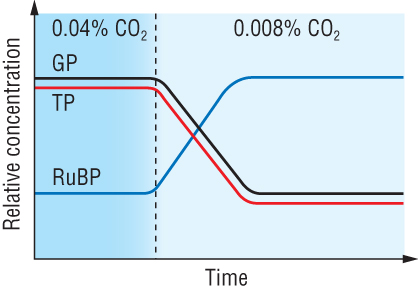 0.04% CO₂
0.008% CO₂
GP
TP
RuBP
Relative concentration
Time